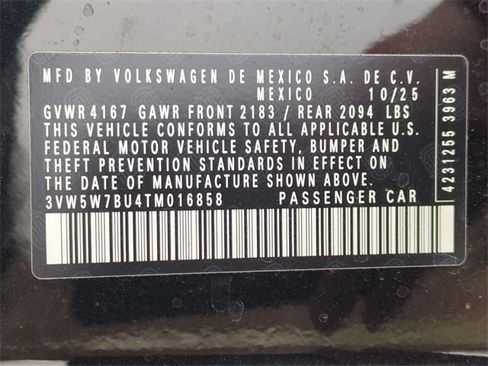 MFD BY VOLKSWAGEN DE MEXICO S.A. DE C.V.
MEXICO 10/25
GVWR 4167 GAWR FRONT 2183 / REAR 2094 LBS
THIS VEHICLE CONFORMS TO ALL APPLICABLE U.S.
FEDERAL MOTOR VEHICLE SAFETY, BUMPER AND
THEFT PREVENTION STANDARDS IN EFFECT ON
THE DATE OF MANUFACTURE SHOWN ABOVE.
3VW5W7BU4TM016858 PASSENGER CAR
4231255 3963 M